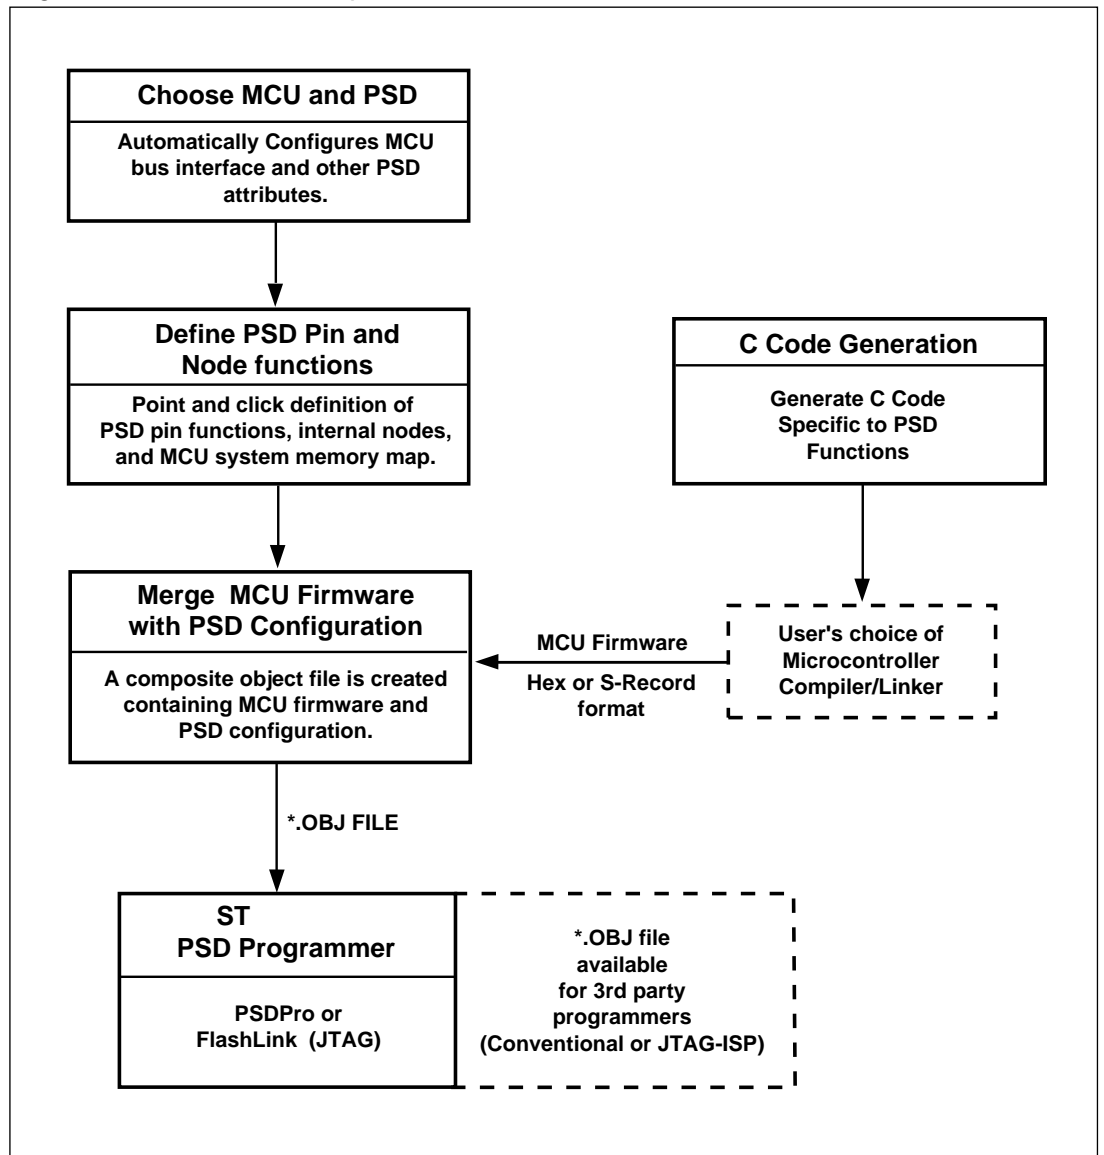 Choose MCU and PSD
Automatically Configures MCU
bus interface and other PSD
attributes.
Define PSD Pin and
Node functions
Point and click definition of
PSD pin functions, internal nodes,
and MCU system memory map.
C Code Generation
Generate C Code
Specific to PSD
Functions
Merge MCU Firmware
with PSD Configuration
A composite object file is created
containing MCU firmware and
PSD configuration.
MCU Firmware
Hex or S-Record
format
User's choice of
Microcontroller
Compiler/Linker
*.OBJ FILE
ST
PSD Programmer
PSDPro or
FlashLink (JTAG)
*.OBJ file
available
for 3rd party
programmers
(Conventional or JTAG-ISP)